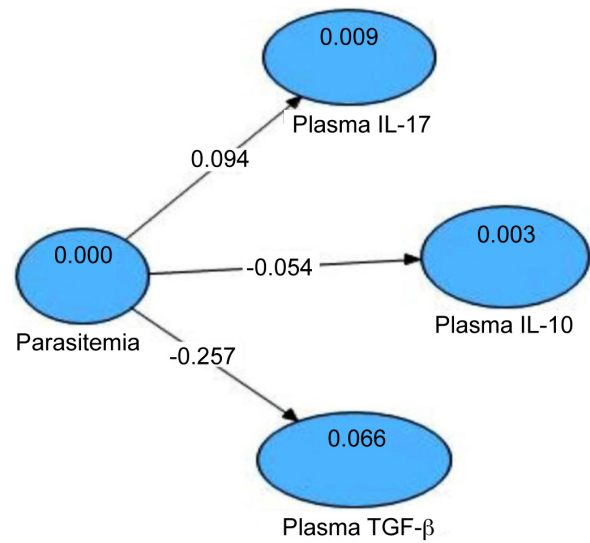 0.009
Plasma IL-17
0.094
0.000
Parasitemia
-0.054
0.003
Plasma IL-10
-0.257
0.066
Plasma TGF-β